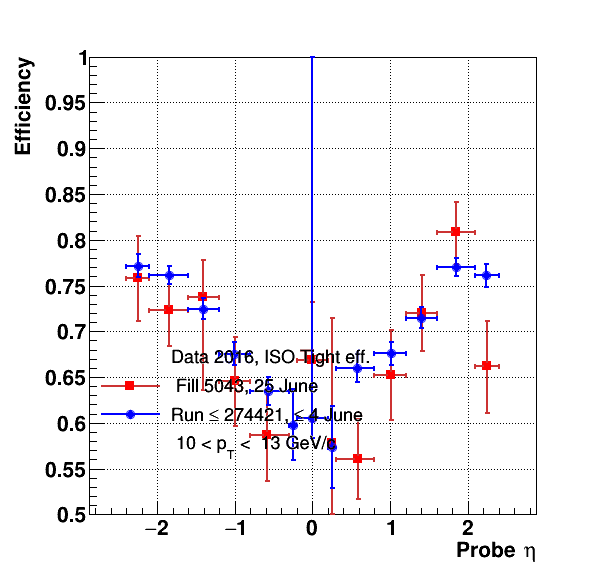 Efficiency
1
0.95
0.9
0.85
0.8
0.75
0.7
0.65
0.6
0.55
0.5
Data 2016, ISO Tight eff.
Fill 5043, 25 June
Run ≤ 274421, ≤ 4 June
10 < p_T < 13 GeV/c
−2 −1 0 1 2
Probe η